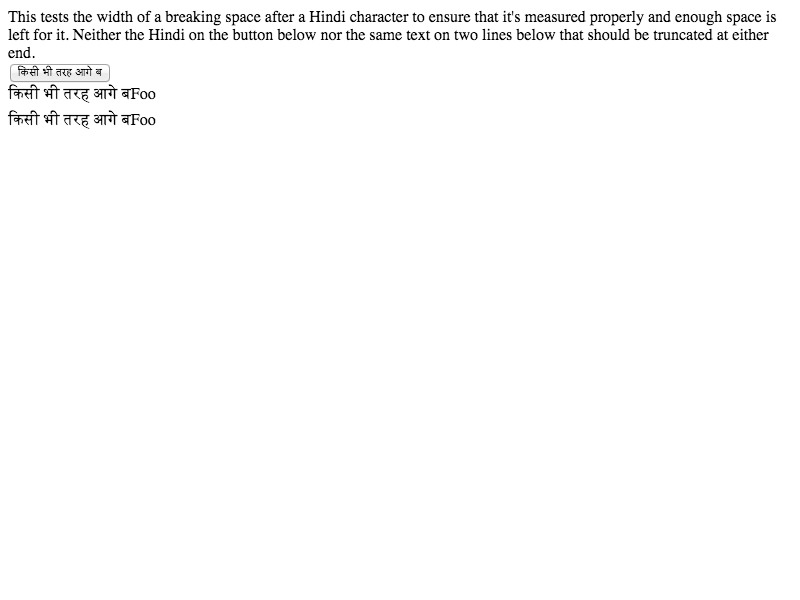 This tests the width of a breaking space after a Hindi character to ensure that it's measured properly and enough space is
left for it. Neither the Hindi on the button below nor the same text on two lines below that should be truncated at either
end.
किसी भी तरह आगे ब
किसी भी तरह आगे बFoo
किसी भी तरह आगे बFoo